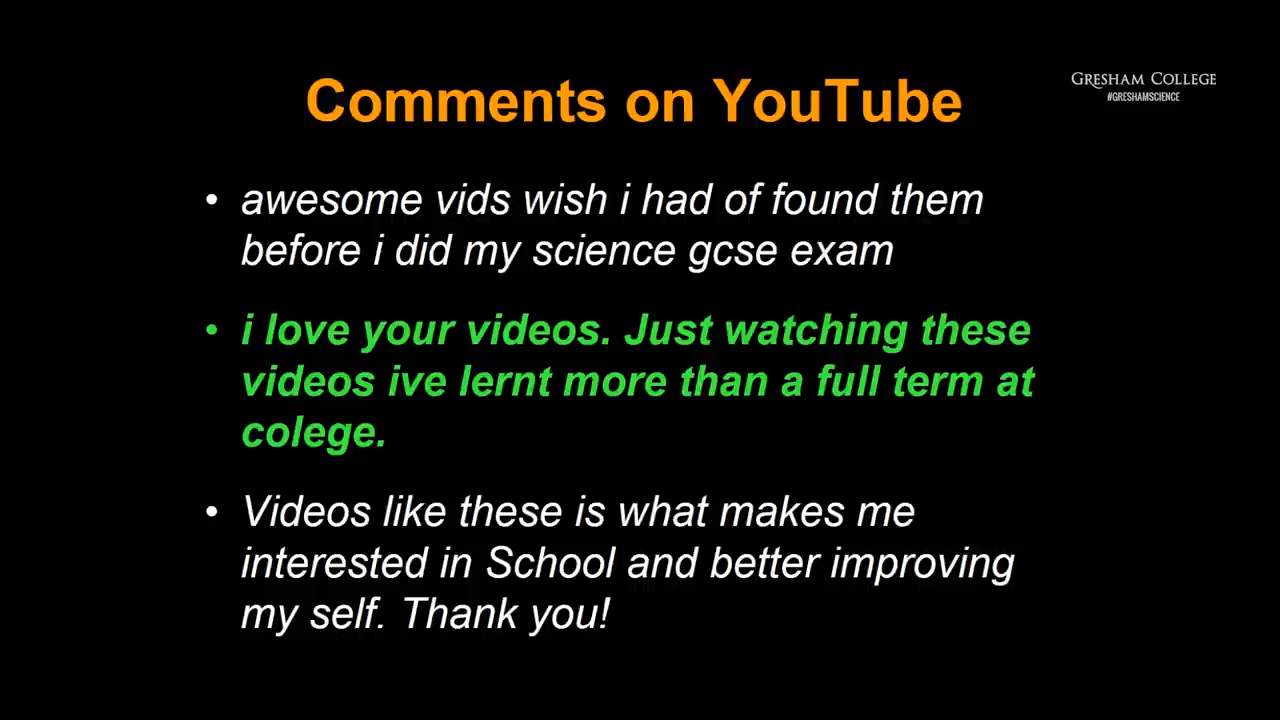 Comments on YouTube
GRESHAM COLLEGE
#GRESHAMSCIENCE
• awesome vids wish i had of found them
before i did my science gcse exam
• i love your videos. Just watching these
videos ive lernt more than a full term at
colege.
• Videos like these is what makes me
interested in School and better improving
my self. Thank you!